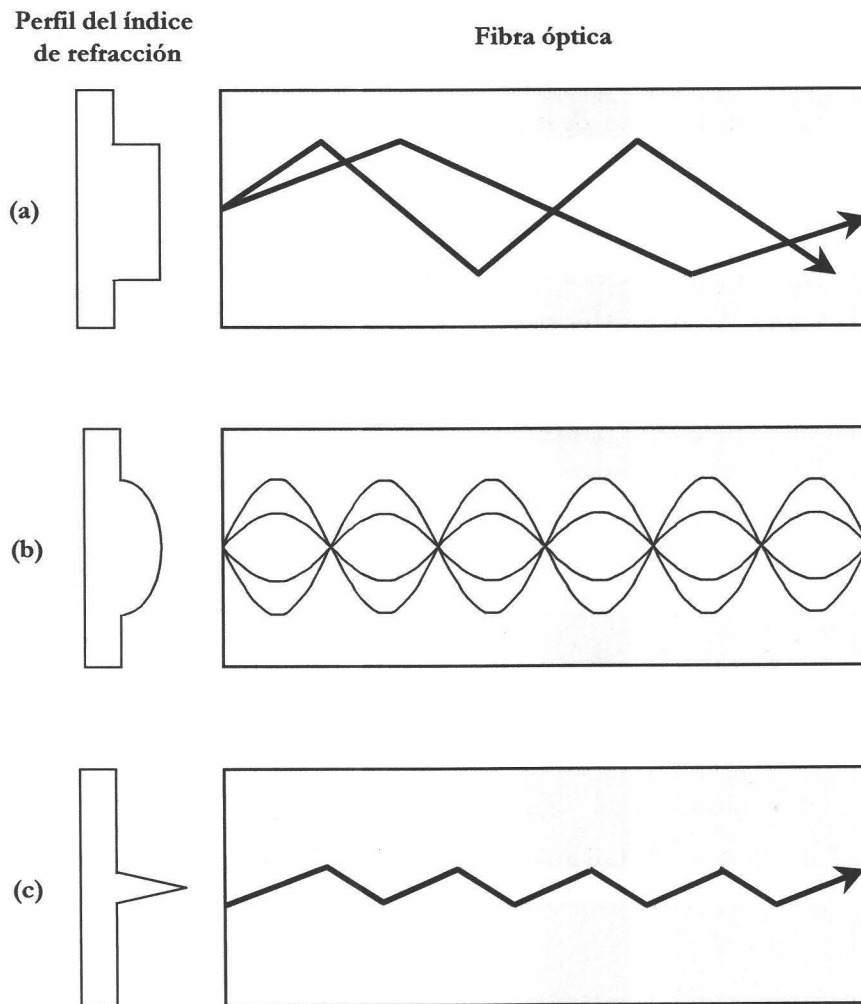 Perfil del índice
de refracción
Fibra óptica
(a)
(b)
(c)